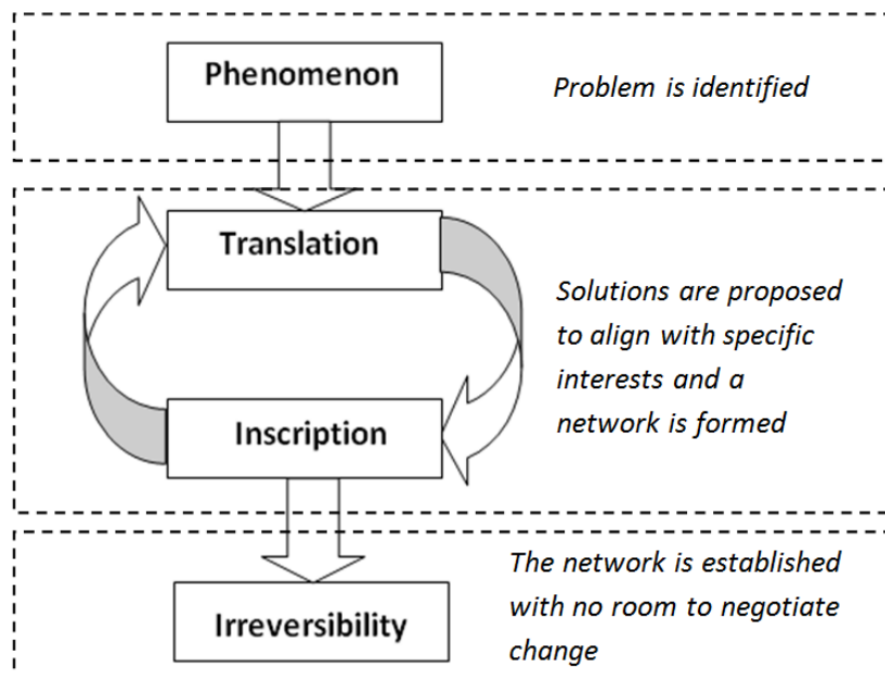 Phenomenon
Problem is identified
Translation
Solutions are proposed
to align with specific
interests and a
network is formed
Inscription
The network is established
with no room to negotiate
change
Irreversibility